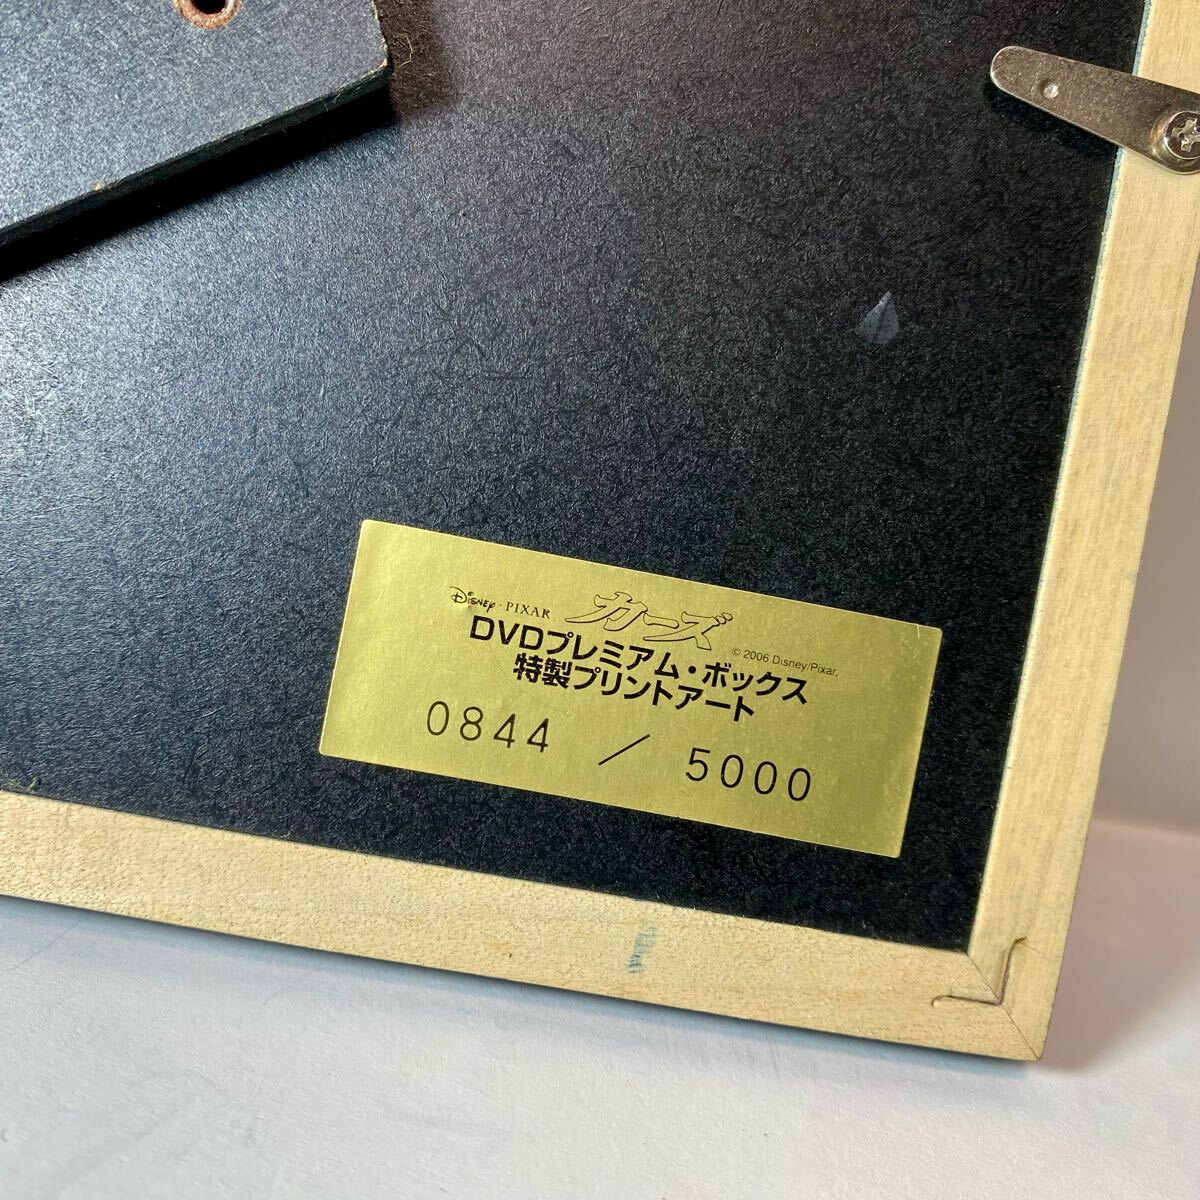 Disney・PIXAR カーズ
© 2006 Disney/Pixar.
DVDプレミアム・ボックス
特製プリントアート
0844 / 5000